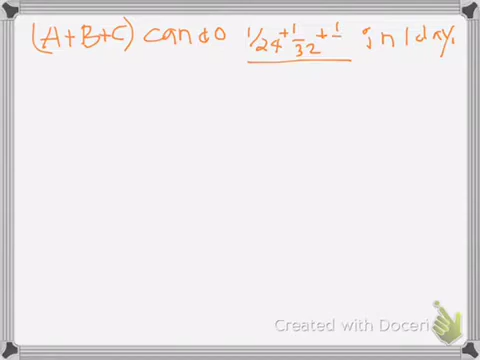 (A+B+C) can do 1/24+1/32+1/ in 1 day.
Created with Doceri